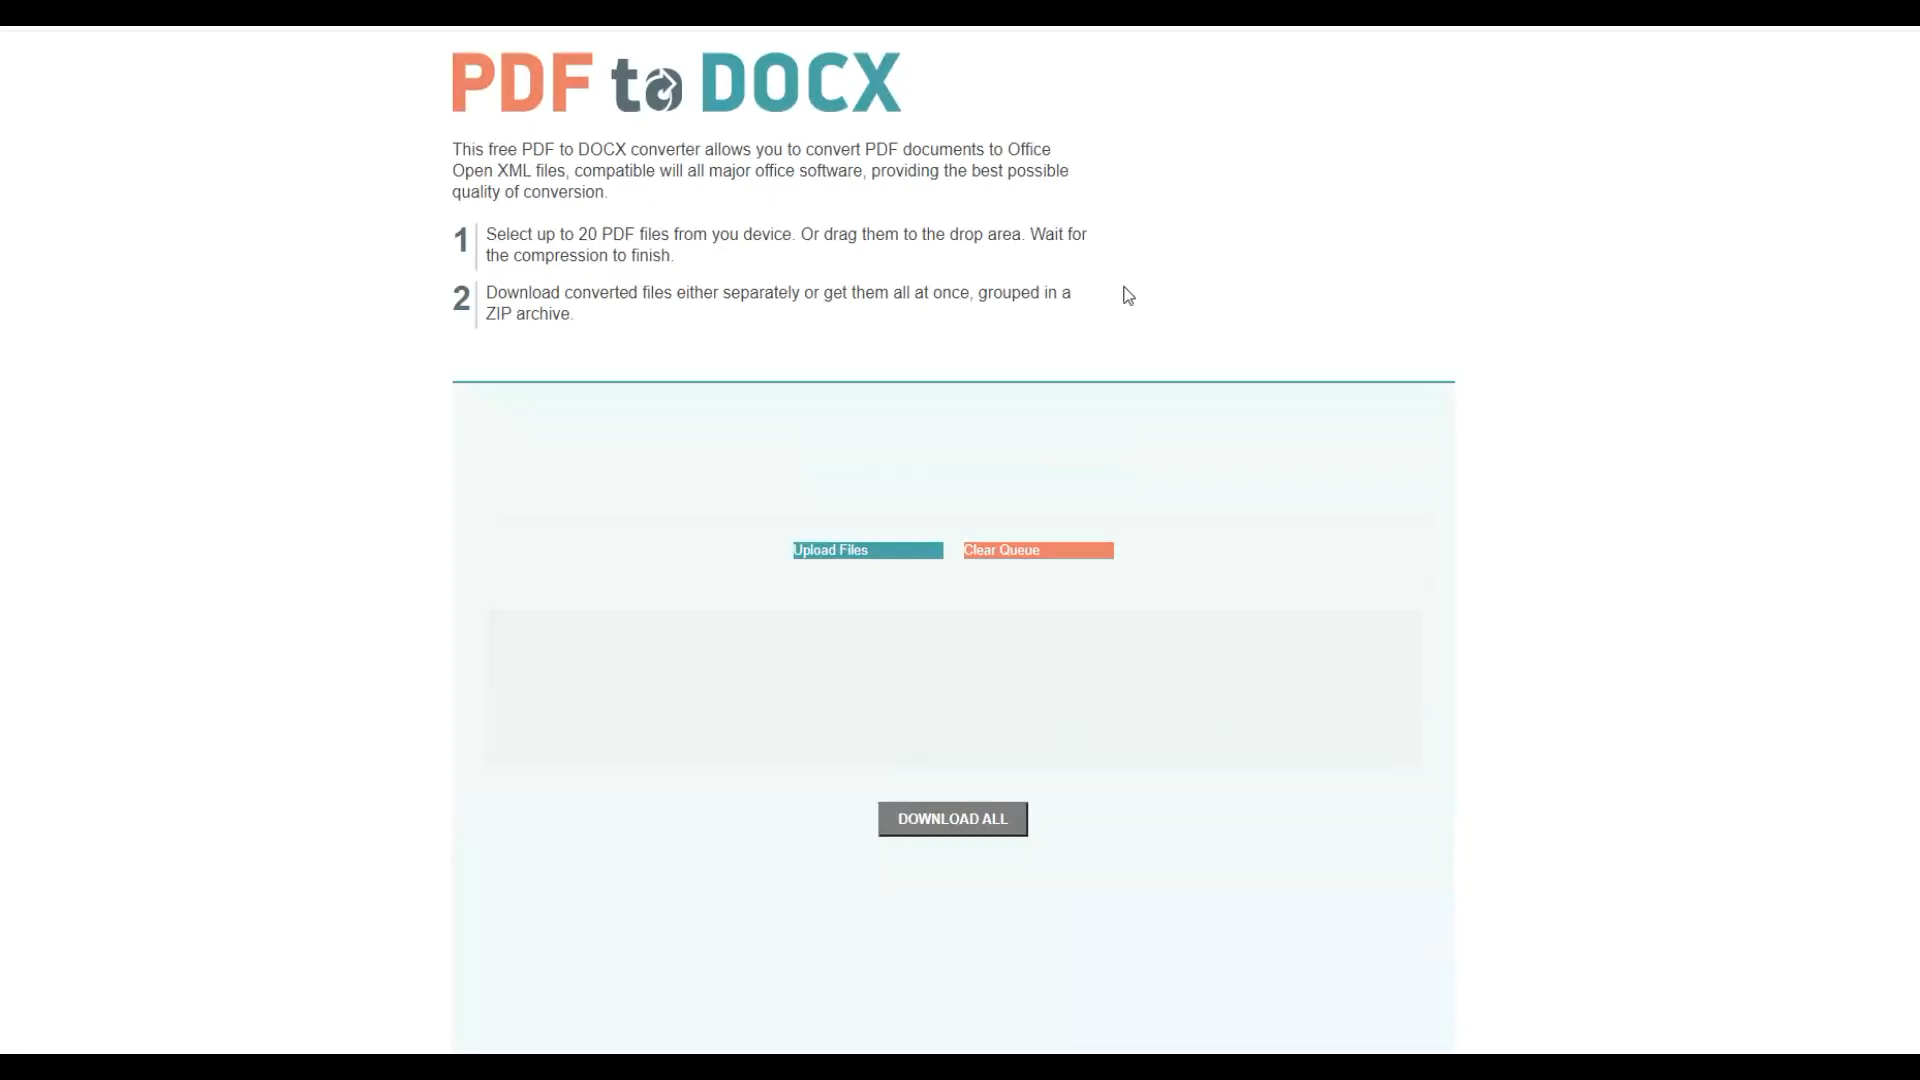 PDF to DOCX
This free PDF to DOCX converter allows you to convert PDF documents to Office
Open XML files, compatible will all major office software, providing the best possible
quality of conversion.
1 Select up to 20 PDF files from you device. Or drag them to the drop area. Wait for
the compression to finish.
2 Download converted files either separately or get them all at once, grouped in a
ZIP archive.
Upload Files Clear Queue
DOWNLOAD ALL